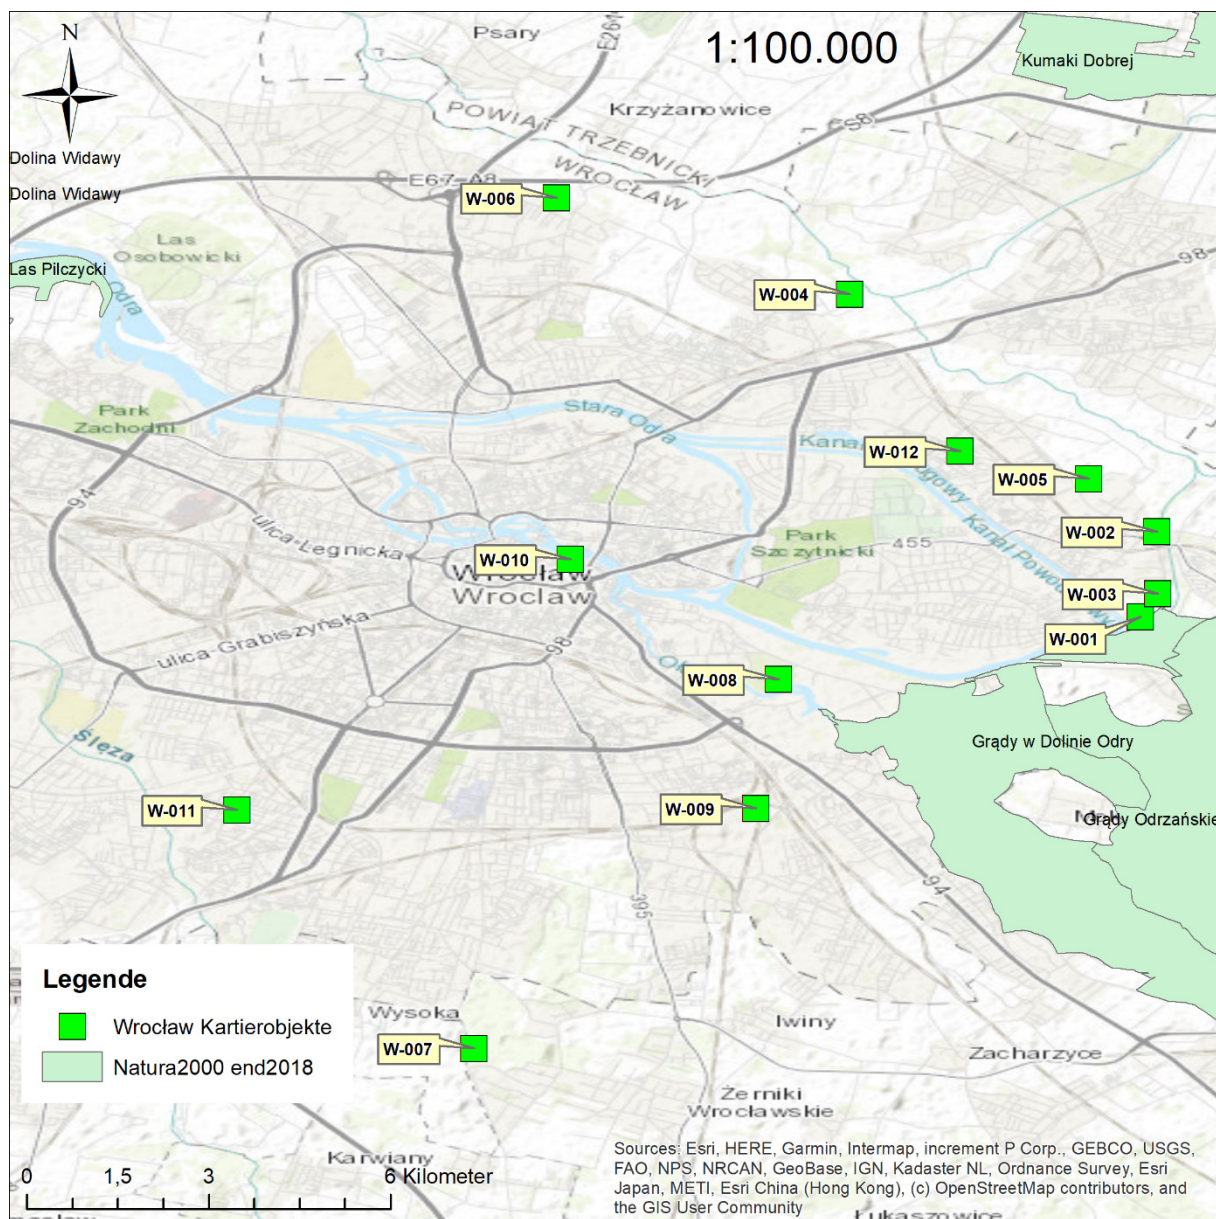 N
1:100.000
Psary
E261
Kumaki Dobrej
Krzyżanowice
POWIAT TRZEBNICKI
WROCŁAW
S8
Dolina Widawy
Dolina Widawy
E67-A8
W-006
Las
Osobowicki
Las Pilczycki
98
Odra
W-004
Park
Zachodni
Stara Odra
Kanał
W-012
W-005
94
ulica Legnicka
Park
Szczytnicki
455
W-002
W-010
Wrocław
Wroclaw
W-003
W-001
ulica-Grabiszyńska
98
W-008
Ślęza
Grądy w Dolinie Odry
W-011
W-009
Grądy Odrzańskie
94
395
Legende
Wrocław Kartierobjekte
Natura2000 end2018
Wysoka
W-007
Iwiny
Zacharzyce
Żerniki
Wrocławskie
Karwiany
0 1,5 3 6 Kilometer
Sources: Esri, HERE, Garmin, Intermap, increment P Corp., GEBCO, USGS,
FAO, NPS, NRCAN, GeoBase, IGN, Kadaster NL, Ordnance Survey, Esri
Japan, METI, Esri China (Hong Kong), (c) OpenStreetMap contributors, and
the GIS User Community
Łukaszowice